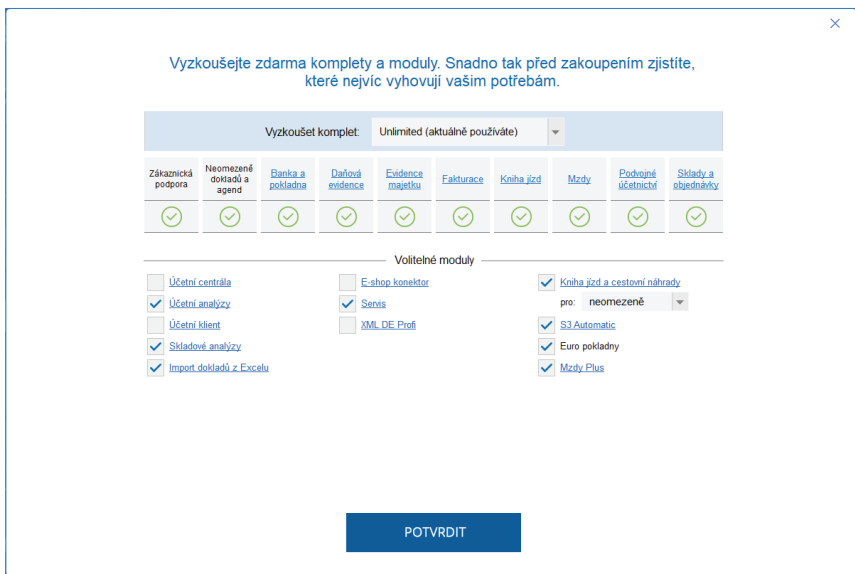 Vyzkoušejte zdarma komplety a moduly. Snadno tak před zakoupením zjistíte,
které nejvíc vyhovují vašim potřebám.
Vyzkoušet komplet: Unlimited (aktuálně používáte)
Zákaznická podpora
Neomezeně dokladů a agend
Banka a pokladna
Daňová evidence
Evidence majetku
Fakturace
Kniha jízd
Mzdy
Podvojné účetnictví
Sklady a objednávky
Volitelné moduly
Účetní centrála
Účetní analýzy
Účetní klient
Skladové analýzy
Import dokladů z Excelu
E-shop konektor
Servis
XML DE Profi
Kniha jízd a cestovní náhrady
pro: neomezeně
S3 Automatic
Euro pokladny
Mzdy Plus
POTVRDIT